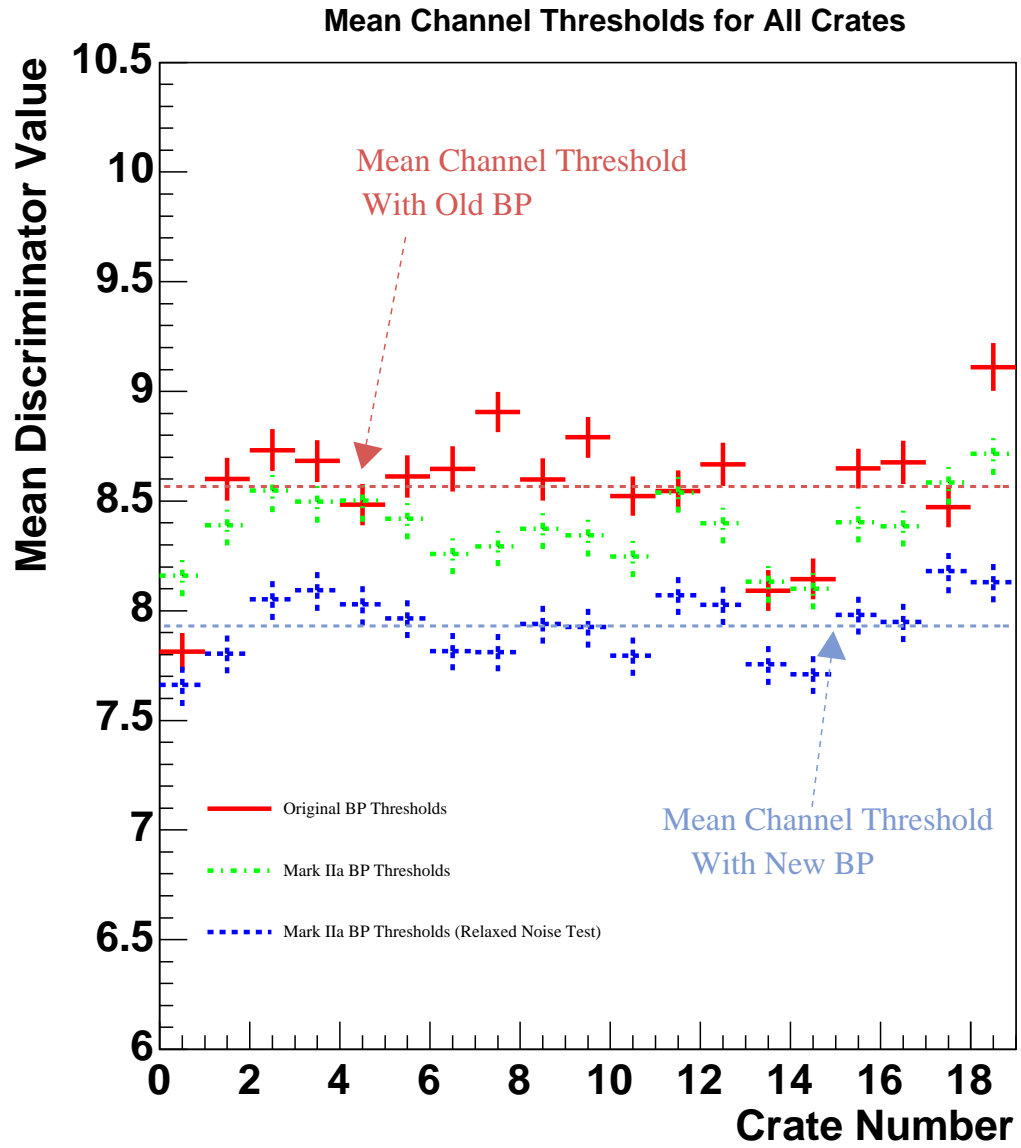 Mean Channel Thresholds for All Crates
Mean Discriminator Value
10.5
10
9.5
9
8.5
8
7.5
7
6.5
6
Mean Channel Threshold
With Old BP
Original BP Thresholds
Mark IIa BP Thresholds
Mark IIa BP Thresholds (Relaxed Noise Test)
Mean Channel Threshold
With New BP
0 2 4 6 8 10 12 14 16 18
Crate Number